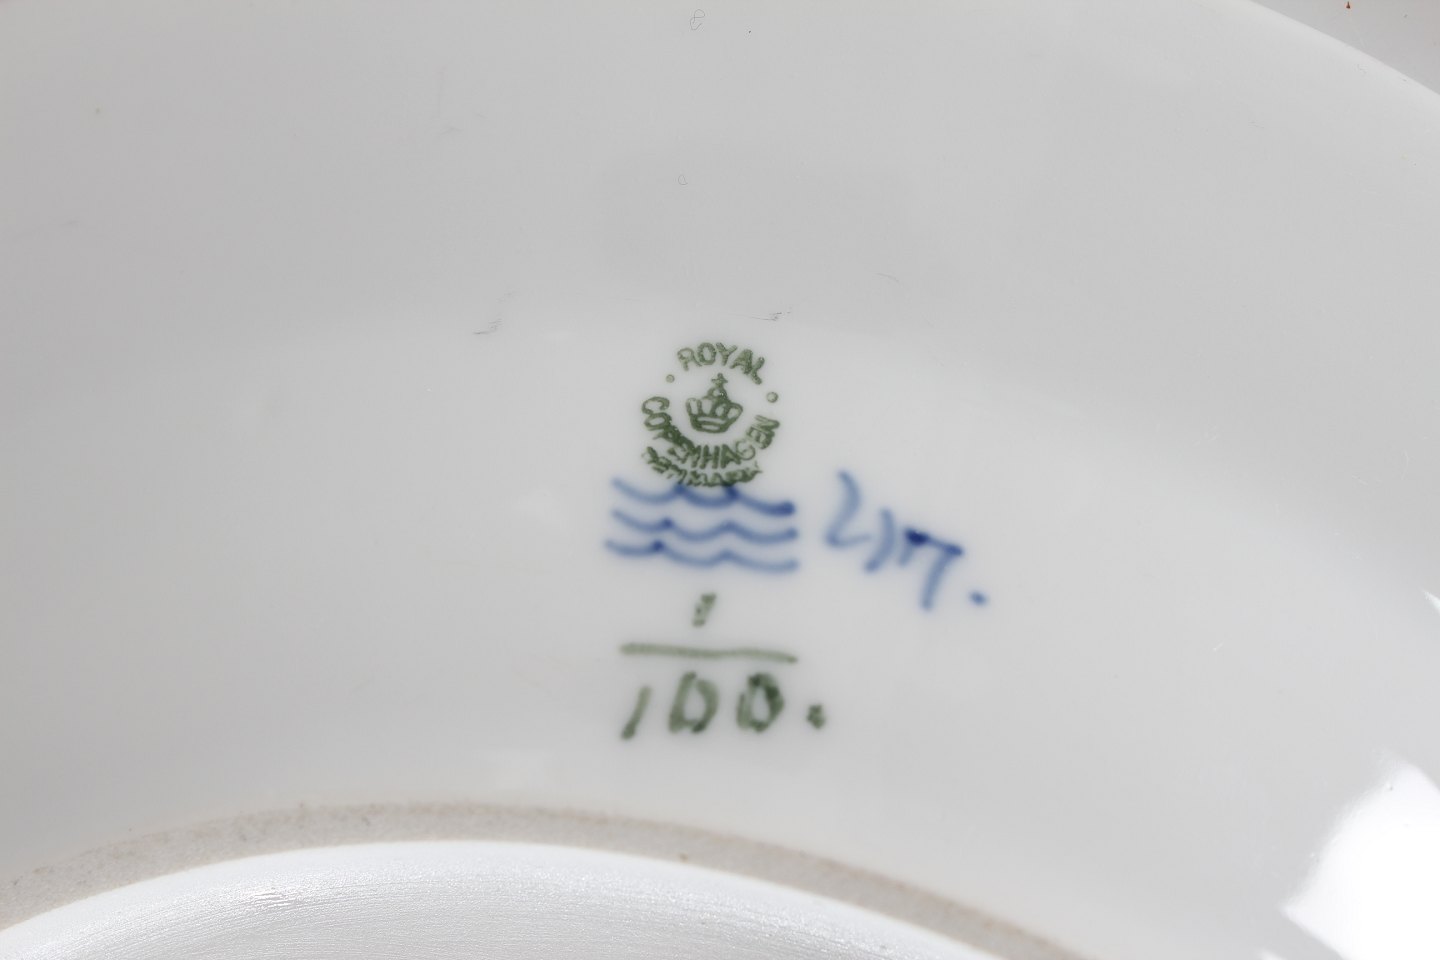 ROYAL
COPENHAGEN
DENMARK
1
100.